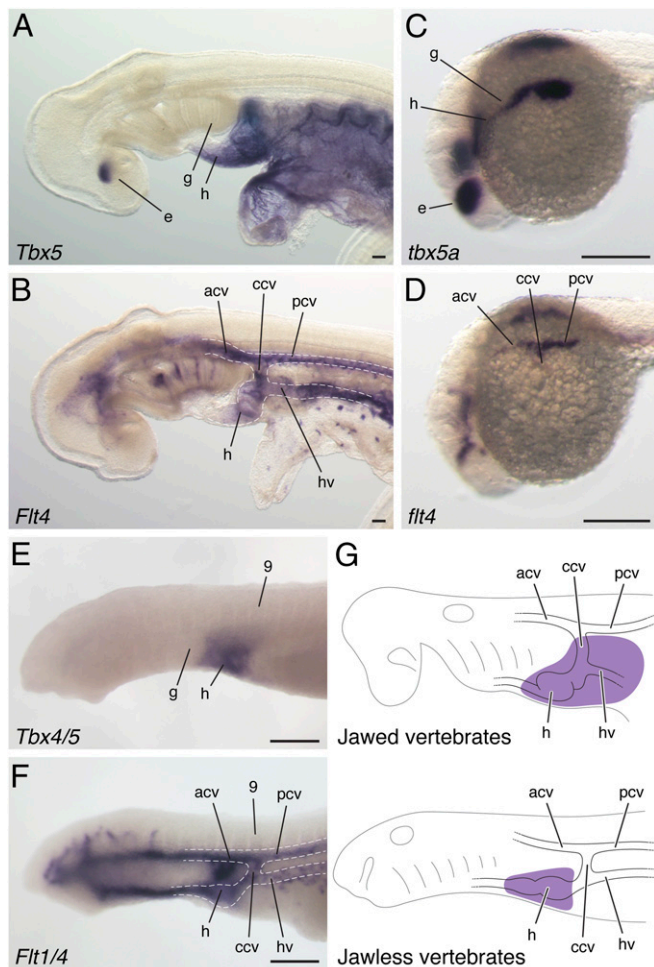 A
g
h
e
Tbx5
C
g
h
e
tbx5a
B
acv
ccv
pcv
h
hv
Flt4
D
ccv
acv
pcv
flt4
E
9
g
h
Tbx4/5
G
ccv
acv
pcv
h
hv
Jawed vertebrates
F
9
acv
pcv
h
ccv
hv
Flt1/4
acv
pcv
h
ccv
hv
Jawless vertebrates